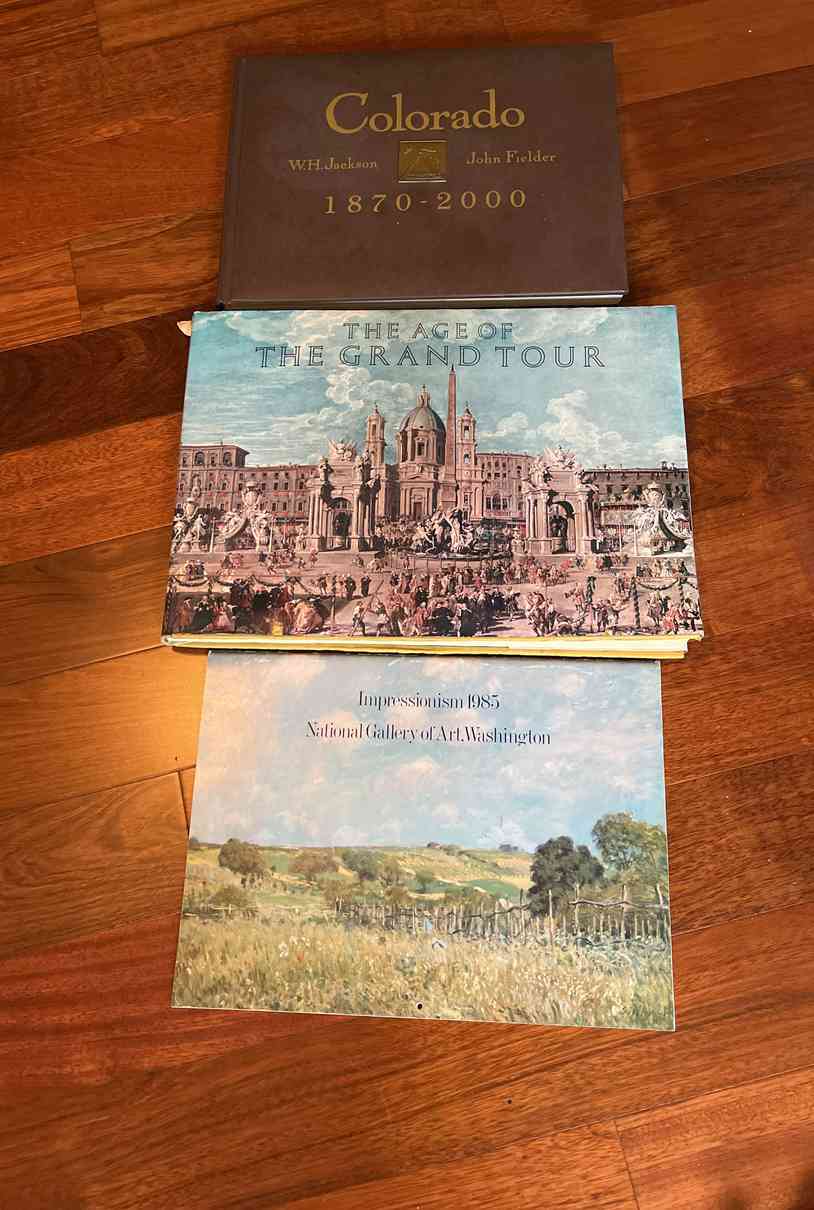 Colorado
W.H.Jackson John Fielder
1870-2000
THE AGE OF
THE GRAND TOUR
Impressionism 1985
National Gallery of Art, Washington